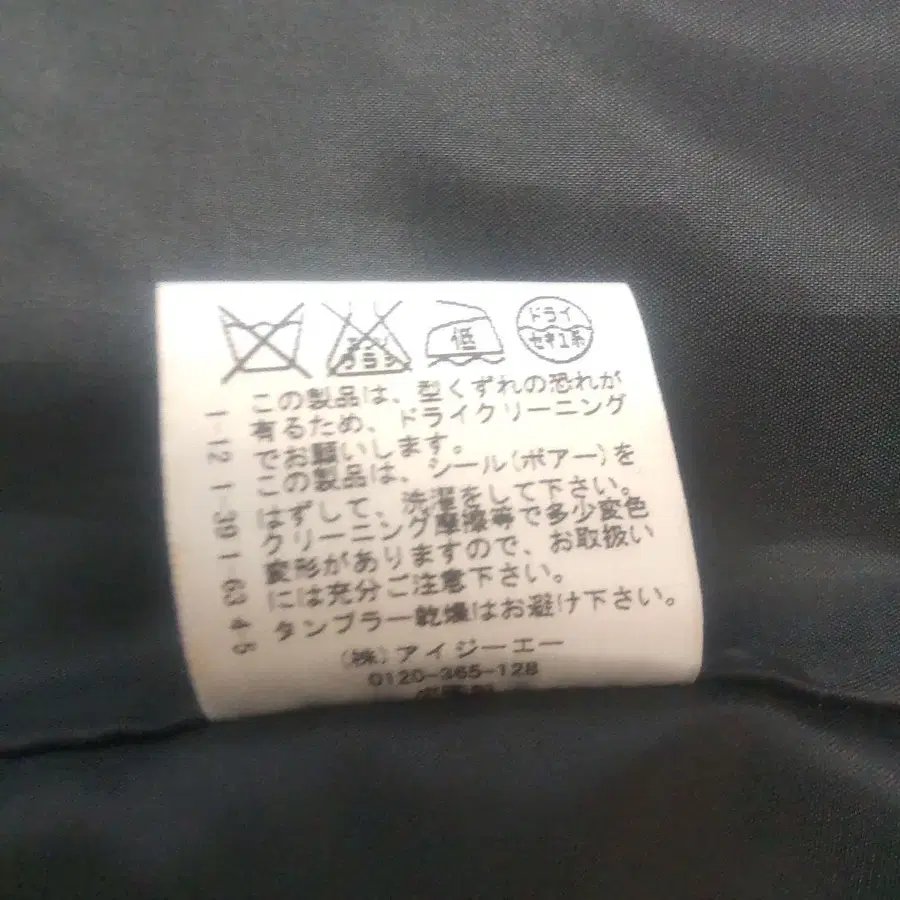 エンソ
サラシ
低
ドライ
セキユ系
この製品は、型くずれの恐れが
有るため、ドライクリーニング
でお願いします。
この製品は、シール(ボアー)を
はずして、洗濯をして下さい。
クリーニング摩擦等で多少変色
変形がありますので、お取扱い
には充分ご注意下さい。
タンブラー乾燥はお避け下さい。
(株)アイジーエー
0120-365-128
1-12 1-39 1-63 4-5